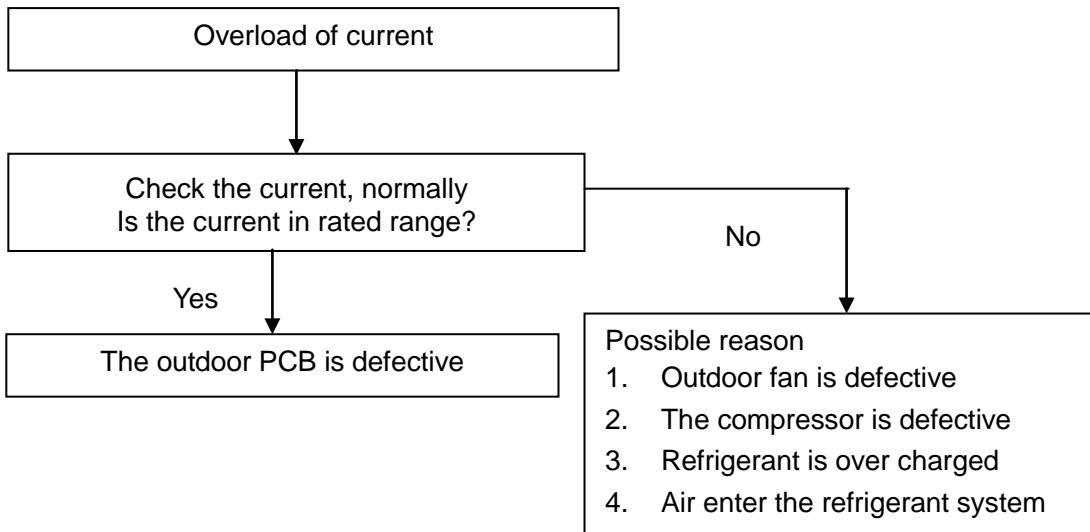 Overload of current
Check the current, normally
Is the current in rated range?
No
Yes
The outdoor PCB is defective
Possible reason
1. Outdoor fan is defective
2. The compressor is defective
3. Refrigerant is over charged
4. Air enter the refrigerant system